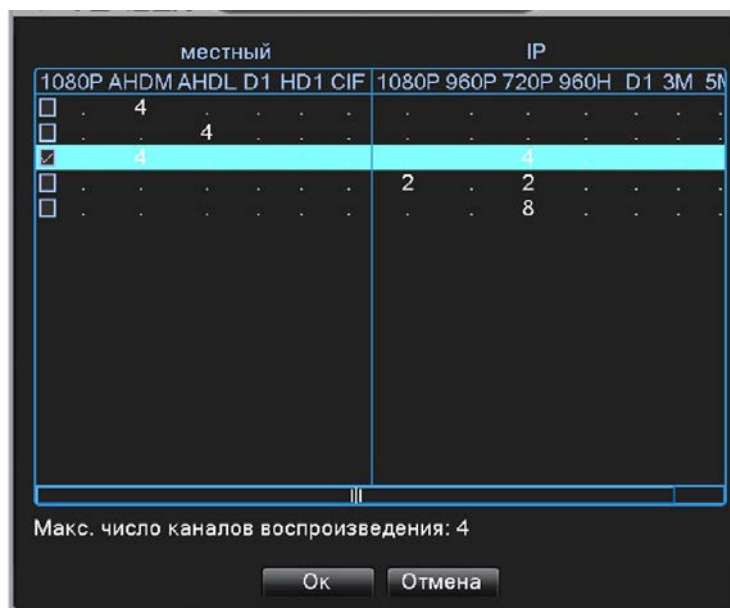 местный IP
1080P AHDM AHDL D1 HD1 CIF 1080P 960P 720P 960H D1 3M
. 4 . . . . . . . . . . .
. . 4 . . . . . . . . . .
. 4 . . . . . . 4 . . . .
. . . . . . 2 . 2 . . . .
. . . . . . . . 8 . . . .
Макс. число каналов воспроизведения: 4
Ок Отмена